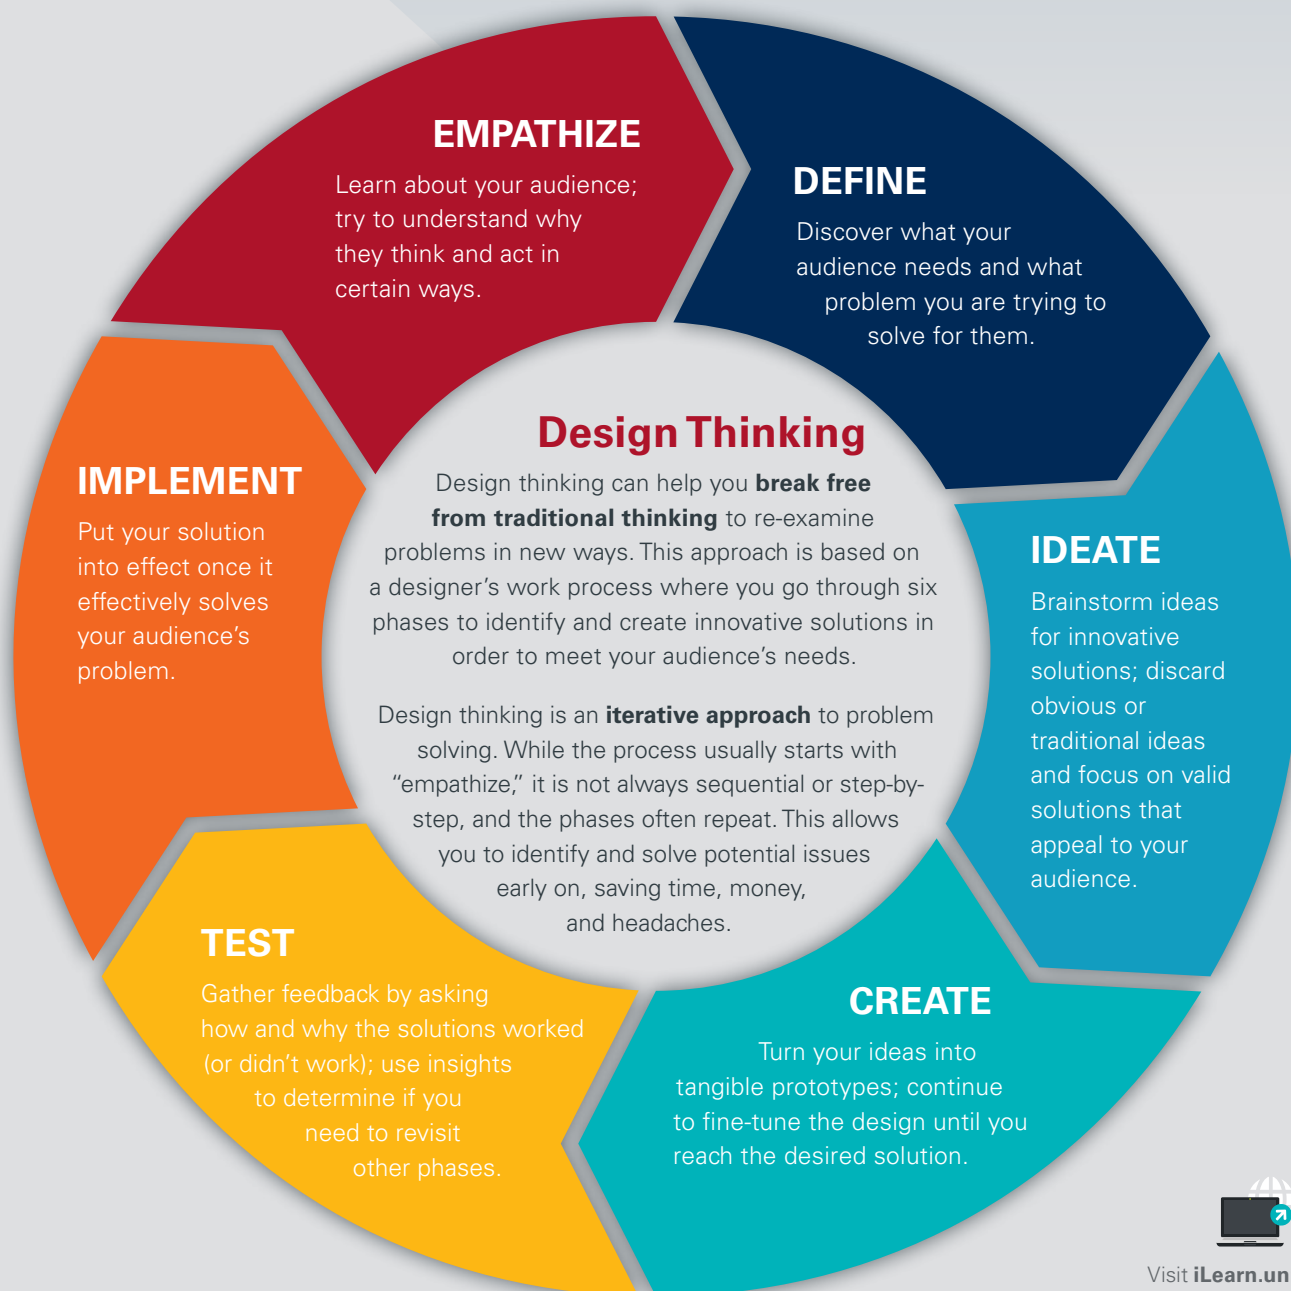 EMPATHIZE
Learn about your audience;
try to understand why
they think and act in
certain ways.
DEFINE
Discover what your
audience needs and what
problem you are trying to
solve for them.
IDEATE
Brainstorm ideas
for innovative
solutions; discard
obvious or
traditional ideas
and focus on valid
solutions that
appeal to your
audience.
CREATE
Turn your ideas into
tangible prototypes; continue
to fine-tune the design until you
reach the desired solution.
TEST
Gather feedback by asking
how and why the solutions worked
(or didn’t work); use insights
to determine if you
need to revisit
other phases.
IMPLEMENT
Put your solution
into effect once it
effectively solves
your audience’s
problem.
Design Thinking
Design thinking can help you break free
from traditional thinking to re-examine
problems in new ways. This approach is based on
a designer’s work process where you go through six
phases to identify and create innovative solutions in
order to meet your audience’s needs.
Design thinking is an iterative approach to problem
solving. While the process usually starts with
“empathize,” it is not always sequential or step-by-
step, and the phases often repeat. This allows
you to identify and solve potential issues
early on, saving time, money,
and headaches.
Visit iLearn.un